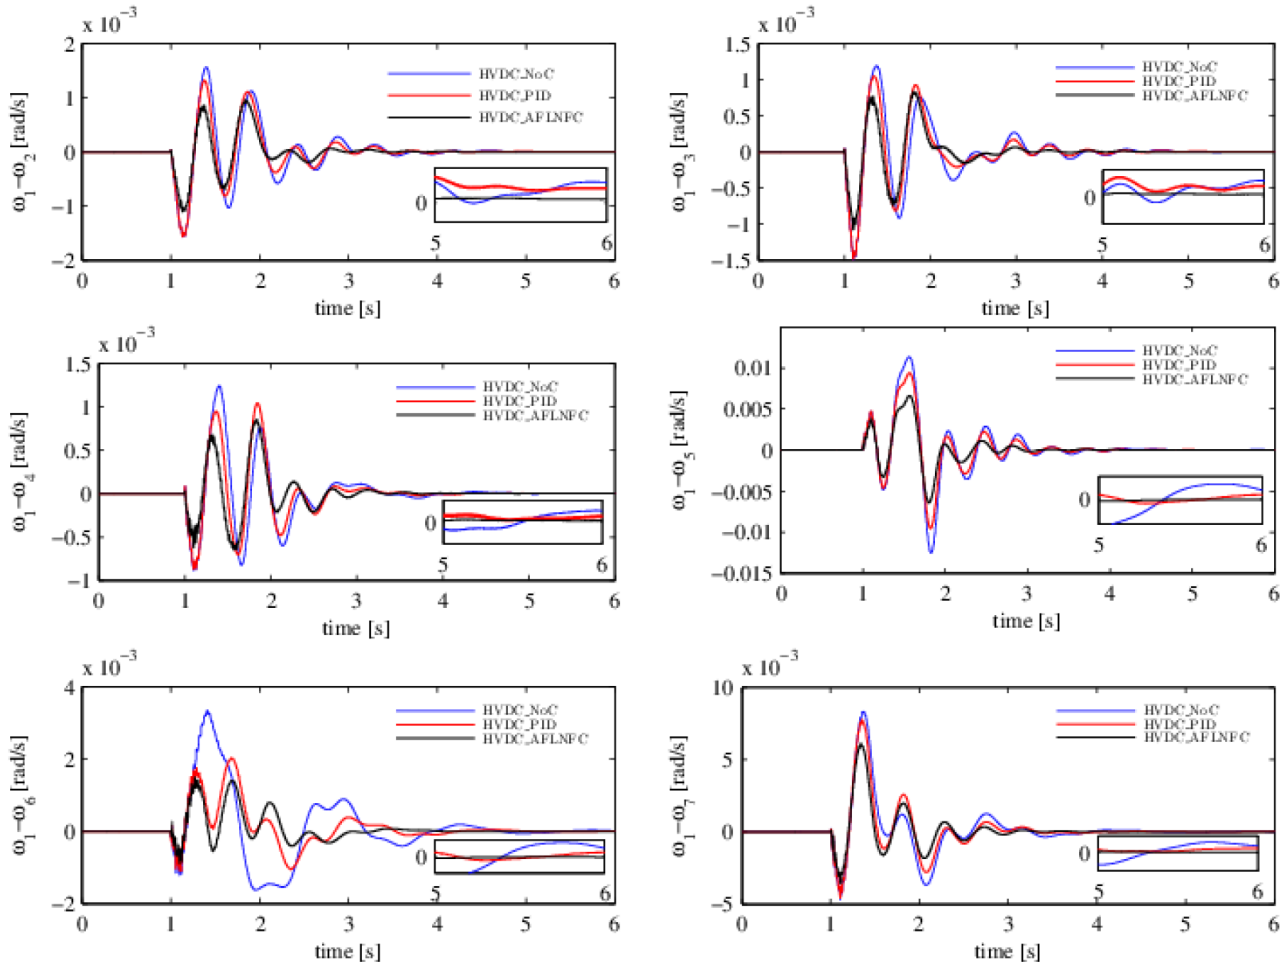 x 10⁻³
2
1
0
−1
−2
ω₁−ω₂ [rad/s]
HVDC_NoC
HVDC_PID
HVDC_AFLNFC
0
5 6
0 1 2 3 4 5 6
time [s]
x 10⁻³
1.5
1
0.5
0
−0.5
−1
−1.5
ω₁−ω₃ [rad/s]
HVDC_NoC
HVDC_PID
HVDC_AFLNFC
0
5 6
0 1 2 3 4 5 6
time [s]
x 10⁻³
1.5
1
0.5
0
−0.5
−1
ω₁−ω₄ [rad/s]
HVDC_NoC
HVDC_PID
HVDC_AFLNFC
0
5 6
0 1 2 3 4 5 6
time [s]
0.01
0.005
0
−0.005
−0.01
−0.015
ω₁−ω₅ [rad/s]
HVDC_NoC
HVDC_PID
HVDC_AFLNFC
0
5 6
0 1 2 3 4 5 6
time [s]
x 10⁻³
4
2
0
−2
ω₁−ω₆ [rad/s]
HVDC_NoC
HVDC_PID
HVDC_AFLNFC
0
5 6
0 1 2 3 4 5 6
time [s]
x 10⁻³
10
5
0
−5
ω₁−ω₇ [rad/s]
HVDC_NoC
HVDC_PID
HVDC_AFLNFC
0
5 6
0 1 2 3 4 5 6
time [s]